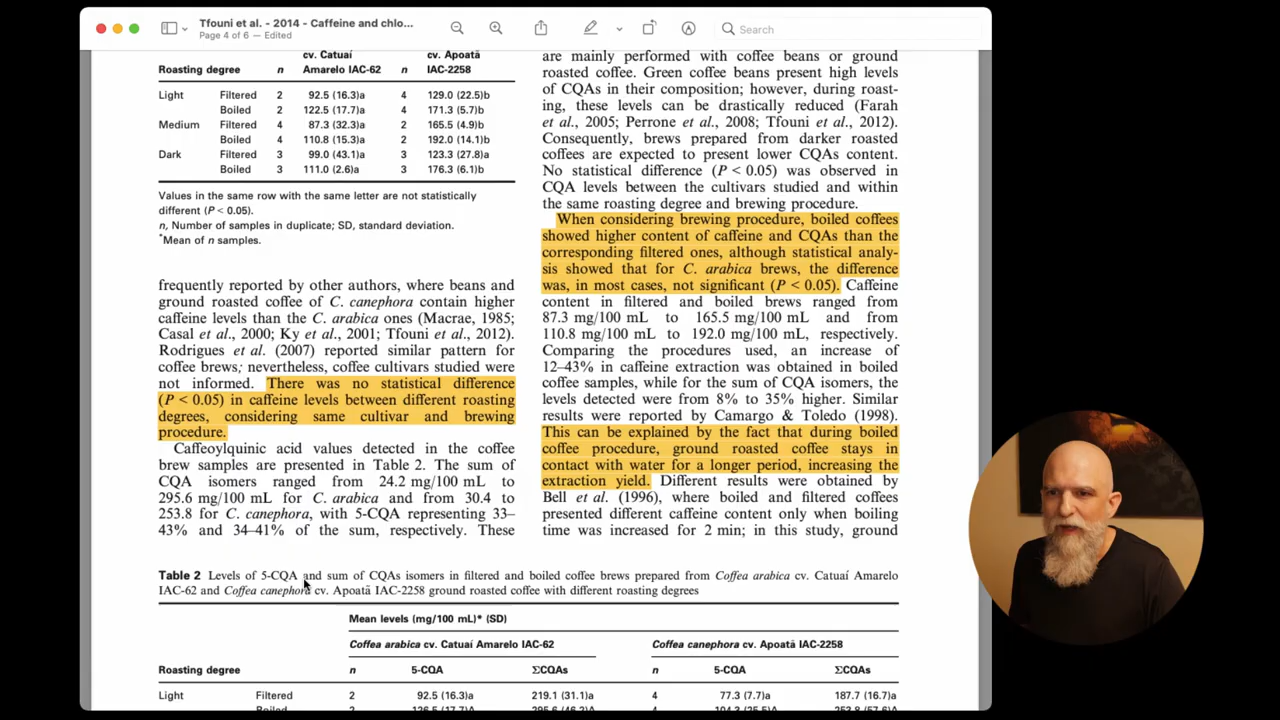 Tfouni et al. - 2014 - Caffeine and chlo...
Page 4 of 6 — Edited
Search
cv. Catuaí
cv. Apoatã
Roasting degree
n
Amarelo IAC-62
n
IAC-2258
Light Filtered 2 92.5 (16.3)a 4 129.0 (22.5)b
Boiled 2 122.5 (17.7)a 4 171.3 (5.7)b
Medium Filtered 4 87.3 (32.3)a 2 165.5 (4.9)b
Boiled 4 110.8 (15.3)a 2 192.0 (14.1)b
Dark Filtered 3 99.0 (43.1)a 3 123.3 (27.8)a
Boiled 3 111.0 (2.6)a 3 176.3 (6.1)b
Values in the same row with the same letter are not statistically
different (P < 0.05).
n, Number of samples in duplicate; SD, standard deviation.
*Mean of n samples.
frequently reported by other authors, where beans and
ground roasted coffee of C. canephora contain higher
caffeine levels than the C. arabica ones (Macrae, 1985;
Casal et al., 2000; Ky et al., 2001; Tfouni et al., 2012).
Rodrigues et al. (2007) reported similar pattern for
coffee brews; nevertheless, coffee cultivars studied were
not informed. There was no statistical difference
(P < 0.05) in caffeine levels between different roasting
degrees, considering same cultivar and brewing
procedure.
Caffeoylquinic acid values detected in the coffee
brew samples are presented in Table 2. The sum of
CQA isomers ranged from 24.2 mg/100 mL to
295.6 mg/100 mL for C. arabica and from 30.4 to
253.8 for C. canephora, with 5-CQA representing 33–
43% and 34–41% of the sum, respectively. These
are mainly performed with coffee beans or ground
roasted coffee. Green coffee beans present high levels
of CQAs in their composition; however, during roast-
ing, these levels can be drastically reduced (Farah
et al., 2005; Perrone et al., 2008; Tfouni et al., 2012).
Consequently, brews prepared from darker roasted
coffees are expected to present lower CQAs content.
No statistical difference (P < 0.05) was observed in
CQA levels between the cultivars studied and within
the same roasting degree and brewing procedure.
When considering brewing procedure, boiled coffees
showed higher content of caffeine and CQAs than the
corresponding filtered ones, although statistical analy-
sis showed that for C. arabica brews, the difference
was, in most cases, not significant (P < 0.05). Caffeine
content in filtered and boiled brews ranged from
87.3 mg/100 mL to 165.5 mg/100 mL and from
110.8 mg/100 mL to 192.0 mg/100 mL, respectively.
Comparing the procedures used, an increase of
12–43% in caffeine extraction was obtained in boiled
coffee samples, while for the sum of CQA isomers, the
levels detected were from 8% to 35% higher. Similar
results were reported by Camargo & Toledo (1998).
This can be explained by the fact that during boiled
coffee procedure, ground roasted coffee stays in
contact with water for a longer period, increasing the
extraction yield. Different results were obtained by
Bell et al. (1996), where boiled and filtered coffees
presented different caffeine content only when boiling
time was increased for 2 min; in this study, ground
Table 2 Levels of 5-CQA and sum of CQAs isomers in filtered and boiled coffee brews prepared from Coffea arabica cv. Catuaí Amarelo
IAC-62 and Coffea canephora cv. Apoatã IAC-2258 ground roasted coffee with different roasting degrees
Mean levels (mg/100 mL)* (SD)
Coffea arabica cv. Catuaí Amarelo IAC-62
Coffea canephora cv. Apoatã IAC-2258
Roasting degree n 5-CQA ΣCQAs n 5-CQA ΣCQAs
Light Filtered 2 92.5 (16.3)a 219.1 (31.1)a 4 77.3 (7.7)a 187.7 (16.7)a